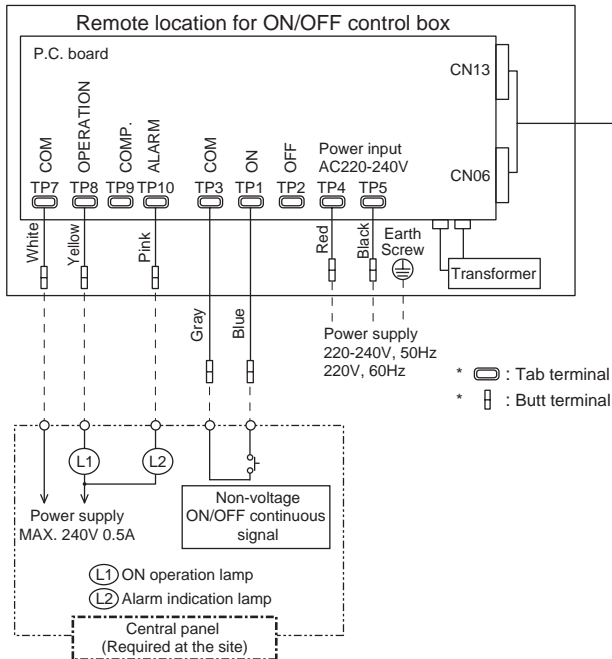 Remote location for ON/OFF control box
P.C. board
CN13
COM
OPERATION
COMP.
ALARM
COM
ON
OFF
Power input
AC220-240V
CN06
TP7 TP8 TP9 TP10 TP3 TP1 TP2 TP4 TP5
White
Yellow
Pink
Red
Black
Earth
Screw
Transformer
Gray
Blue
Power supply
220-240V, 50Hz
220V, 60Hz
* : Tab terminal
* : Butt terminal
L1
L2
Power supply
MAX. 240V 0.5A
Non-voltage
ON/OFF continuous
signal
L1 ON operation lamp
L2 Alarm indication lamp
Central panel
(Required at the site)